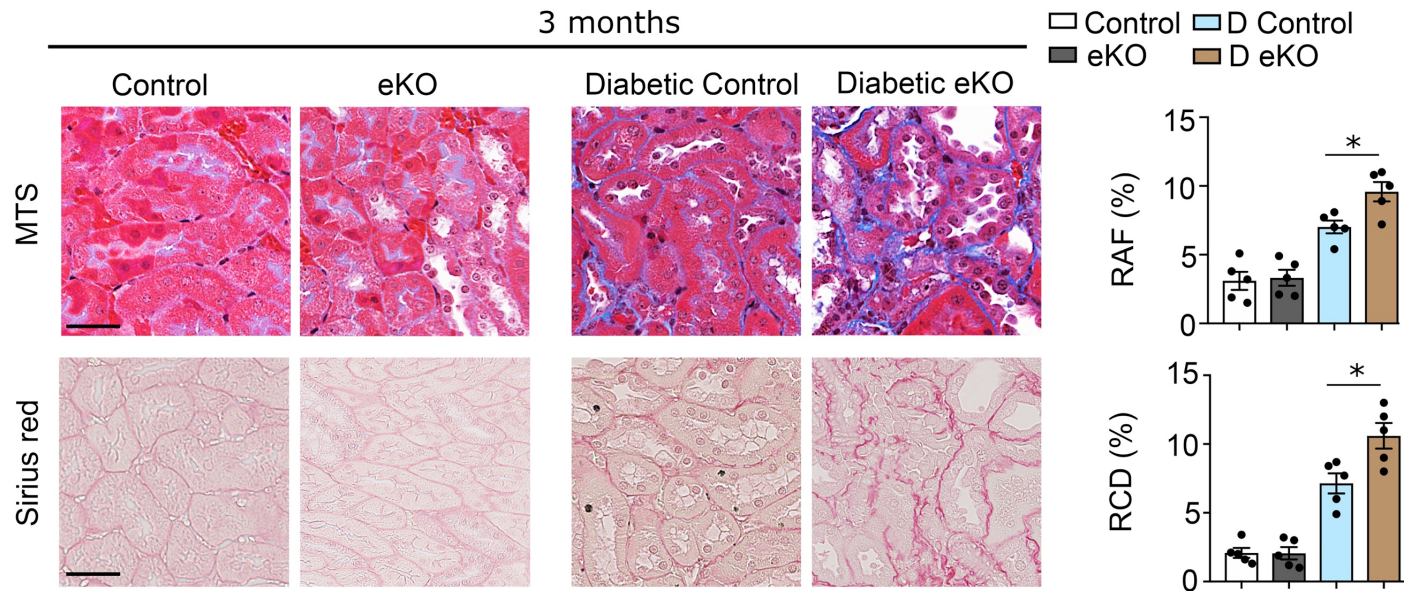 3 months
Control eKO Diabetic Control Diabetic eKO
MTS
Sirius red
Control D Control
eKO D eKO
RAF (%)
15
10
5
0
*
RCD (%)
15
10
5
0
*